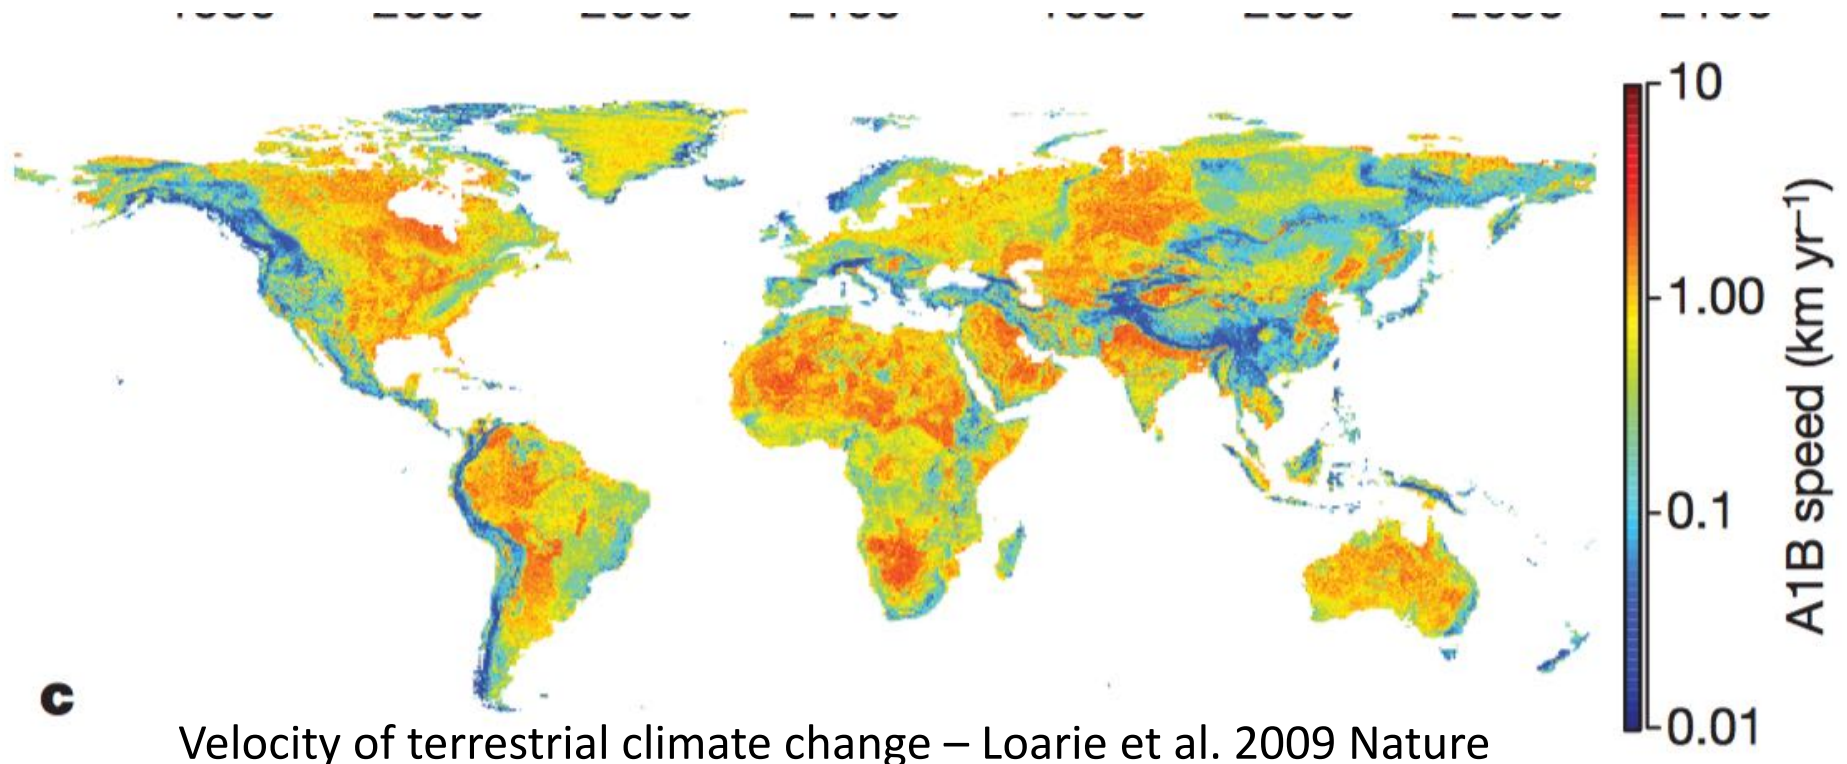 10
1.00
0.1
0.01
A1B speed (km yr⁻¹)
c
Velocity of terrestrial climate change – Loarie et al. 2009 Nature